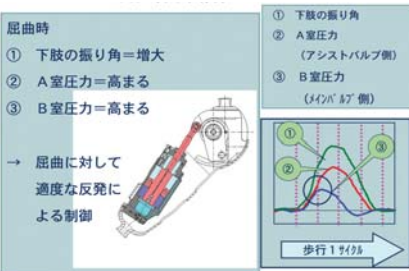 屈曲時
① 下肢の振り角＝増大
② A室圧力＝高まる
③ B室圧力＝高まる
→ 屈曲に対して
適度な反発に
よる制御
① 下肢の振り角
② A室圧力
（アシストバルブ側）
③ B室圧力
（メインバルブ側）
①
②
③
歩行１サイクル